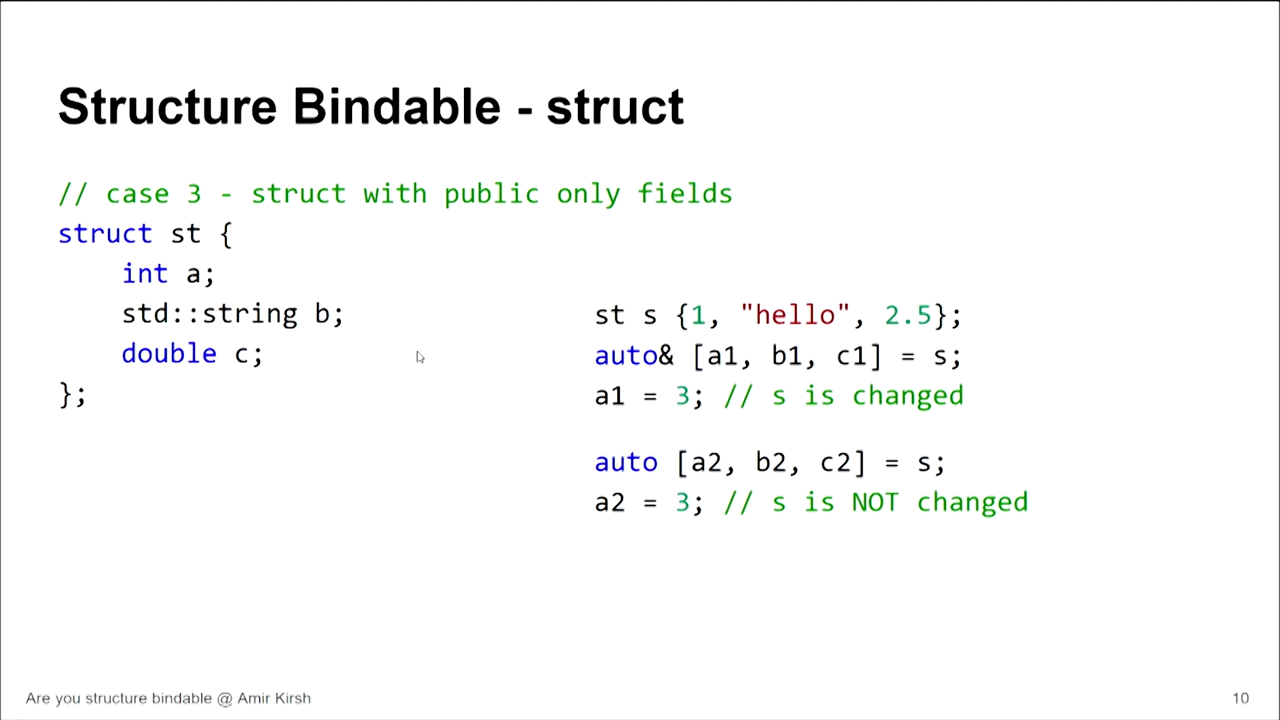 Structure Bindable - struct
// case 3 - struct with public only fields
struct st {
    int a;
    std::string b;
    double c;
};
st s {1, "hello", 2.5};
auto& [a1, b1, c1] = s;
a1 = 3; // s is changed
auto [a2, b2, c2] = s;
a2 = 3; // s is NOT changed
Are you structure bindable @ Amir Kirsh
10